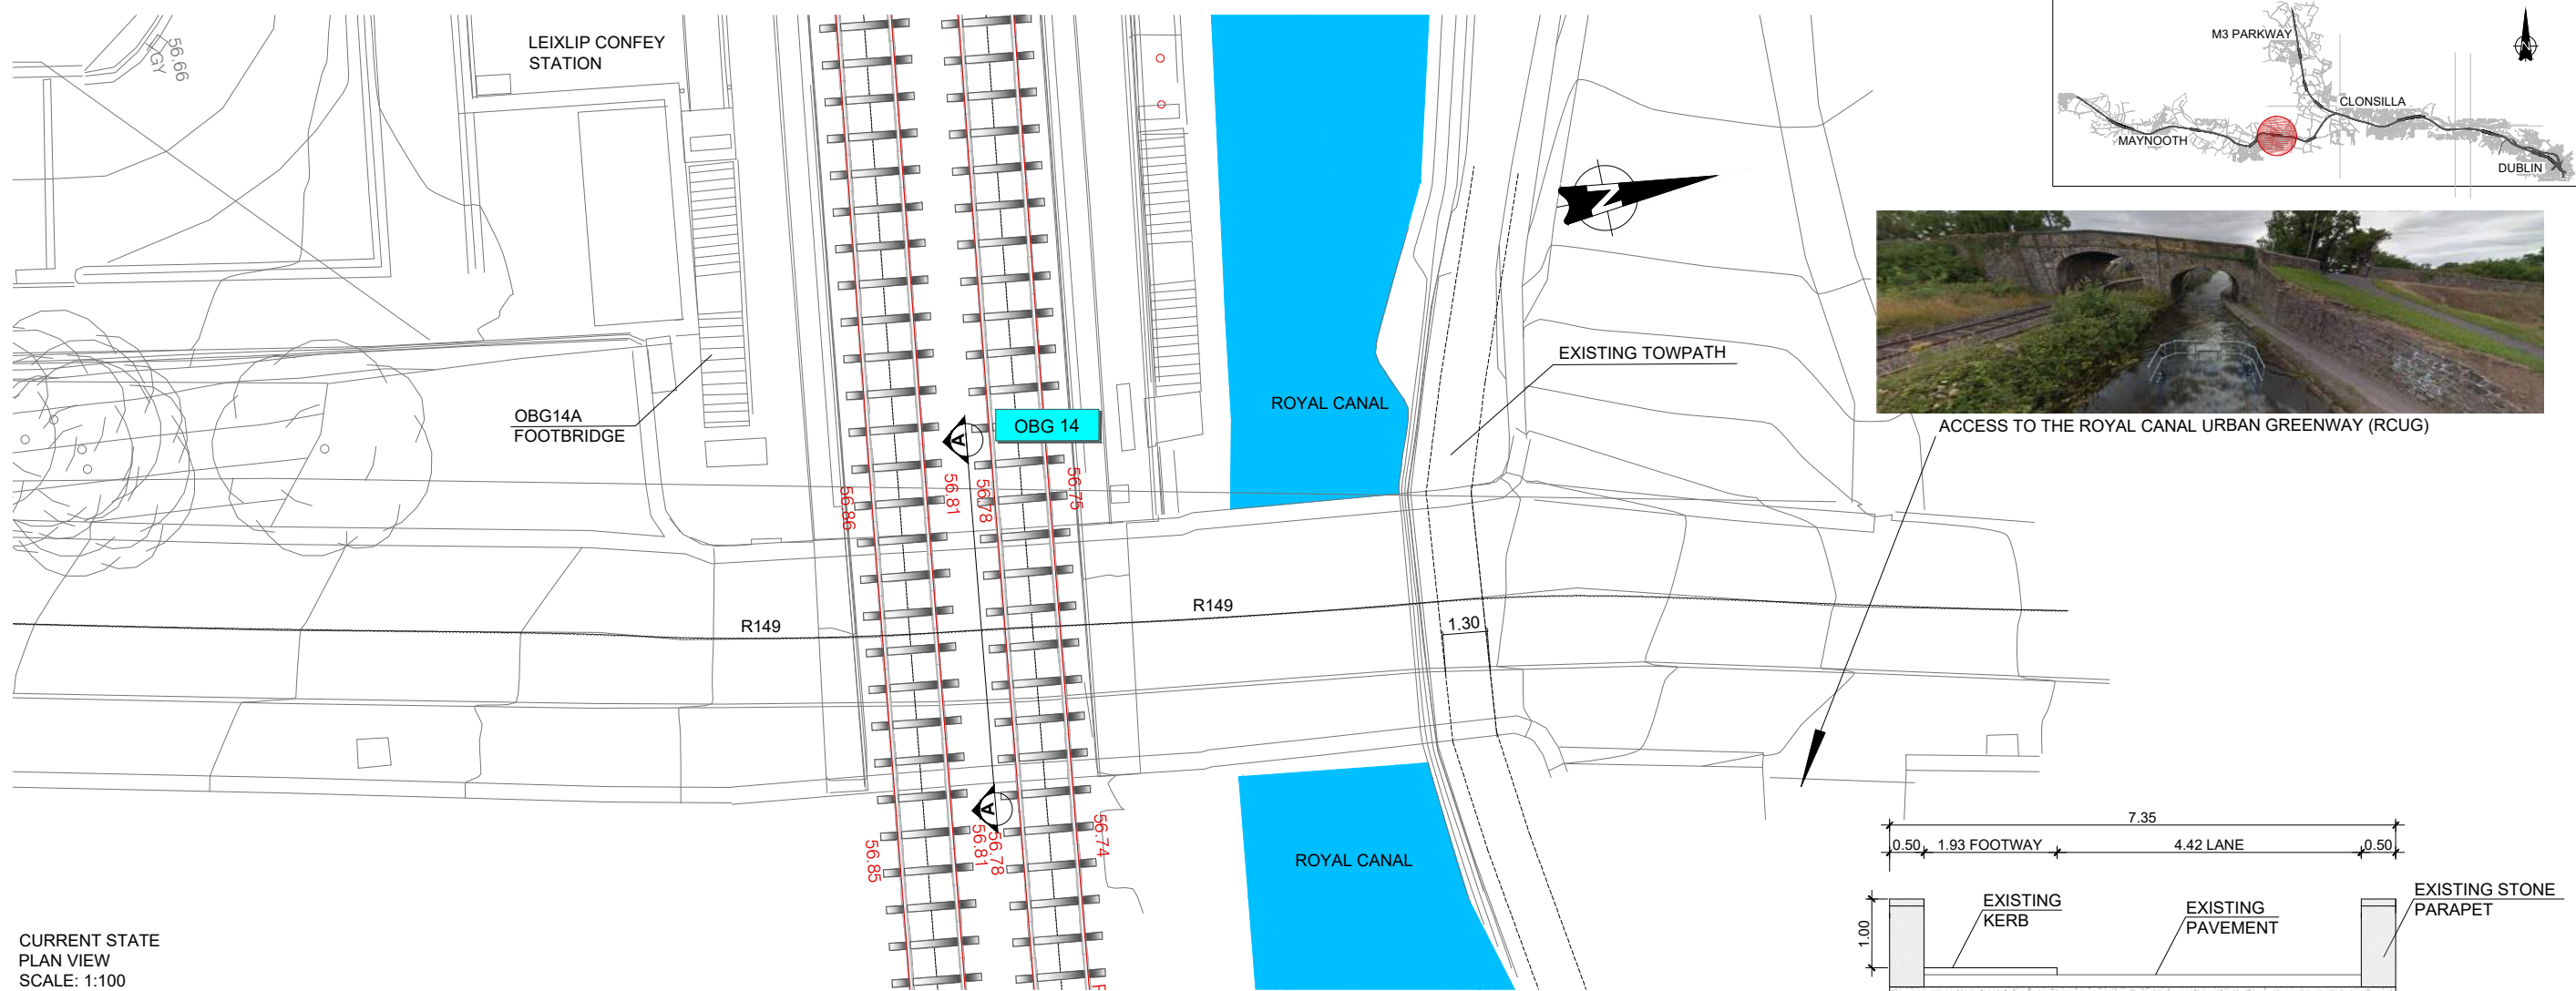 56.66
GY
LEIXLIP CONFEY
STATION
M3 PARKWAY
N
CLONSILLA
MAYNOOTH
DUBLIN
N
EXISTING TOWPATH
ROYAL CANAL
OBG14A
FOOTBRIDGE
A
OBG 14
ACCESS TO THE ROYAL CANAL URBAN GREENWAY (RCUG)
56.86
56.81
56.78
56.75
R149
R149
1.30
A
56.85
56.81
56.78
56.74
ROYAL CANAL
7.35
0.50
1.93 FOOTWAY
4.42 LANE
0.50
1.00
EXISTING
KERB
EXISTING
PAVEMENT
EXISTING STONE
PARAPET
CURRENT STATE
PLAN VIEW
SCALE: 1:100